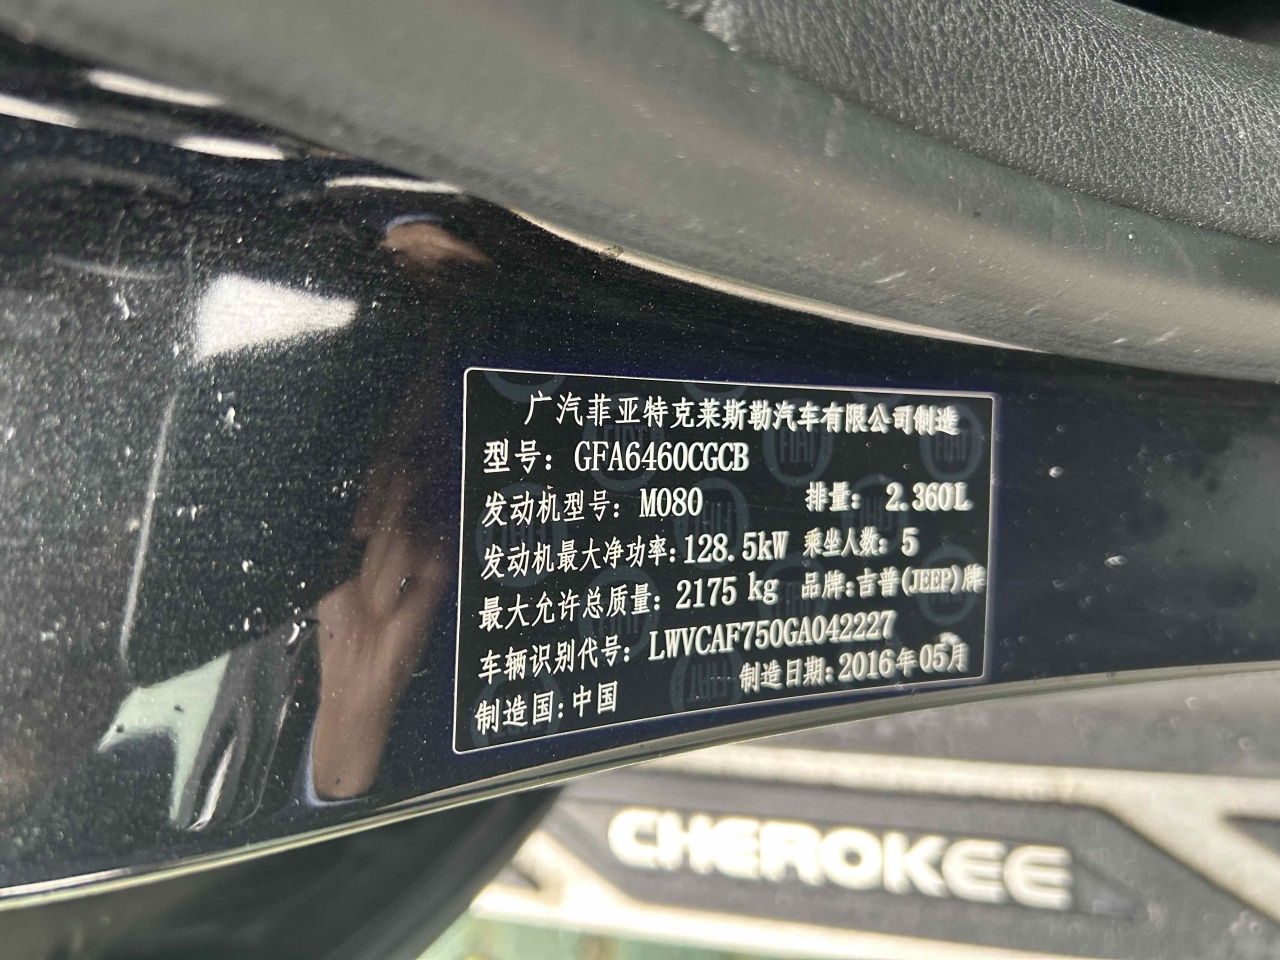 广汽菲亚特克莱斯勒汽车有限公司制造
型号: GFA6460CGCB
发动机型号: M080 排量: 2.360L
发动机最大净功率: 128.5kW 乘坐人数: 5
最大允许总质量: 2175 kg 品牌:吉普(JEEP)牌
车辆识别代号: LWVCAF750GA042227
制造国: 中国 制造日期: 2016年05月
CHEROKEE